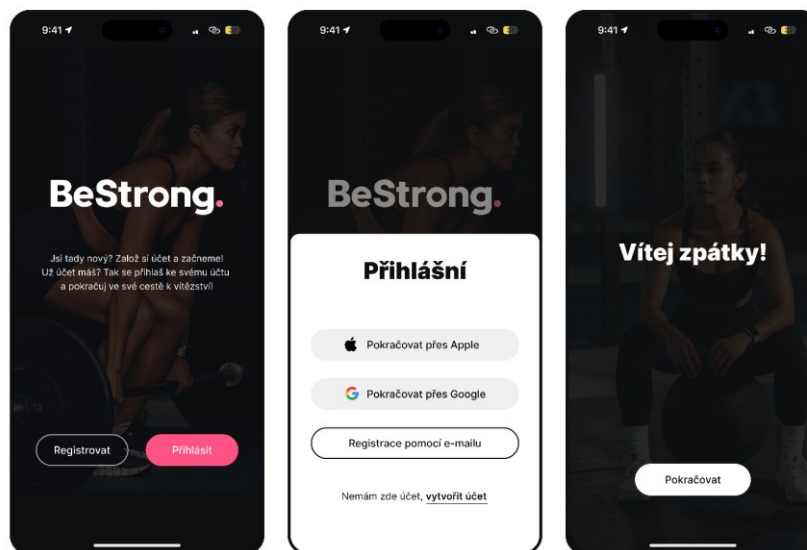 9:41
BeStrong.
Jsi tady nový? Založ si účet a začneme!
Už účet máš? Tak se přihlaš ke svému účtu
a pokračuj ve své cestě k vítězství!
Registrovat
Přihlásit
9:41
BeStrong.
Přihlášní
Pokračovat přes Apple
Pokračovat přes Google
Registrace pomocí e-mailu
Nemám zde účet, vytvořit účet
9:41
Vítej zpátky!
Pokračovat